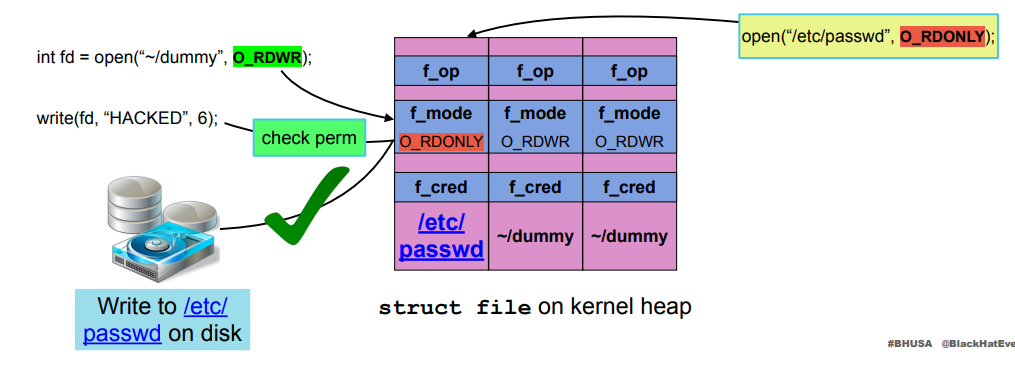 open(“/etc/passwd”, O_RDONLY);
int fd = open(“~/dummy”, O_RDWR);
f_op f_op f_op
write(fd, “HACKED”, 6);
check perm
f_mode f_mode f_mode
O_RDONLY O_RDWR O_RDWR
f_cred f_cred f_cred
/etc/
passwd
~/dummy ~/dummy
Write to /etc/
passwd on disk
struct file on kernel heap
#BHUSA @BlackHatEve